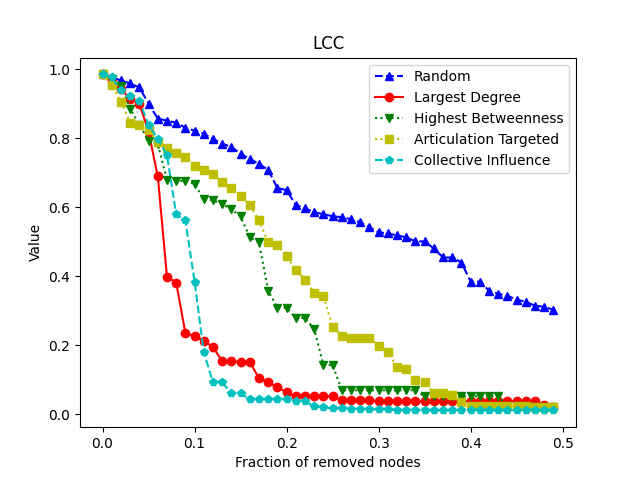 LCC
Random
Largest Degree
Highest Betweenness
Articulation Targeted
Collective Influence
Value
1.0
0.8
0.6
0.4
0.2
0.0
0.0 0.1 0.2 0.3 0.4 0.5
Fraction of removed nodes